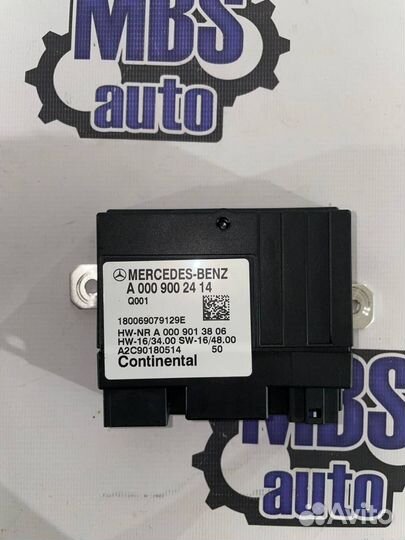 MBS
auto
MERCEDES-BENZ
A 000 900 24 14
Q001
180069079129E
HW-NR A 000 901 38 06
HW-16/34.00 SW-16/48.00
A2C90180514 50
Continental
MBS
auto
Avito